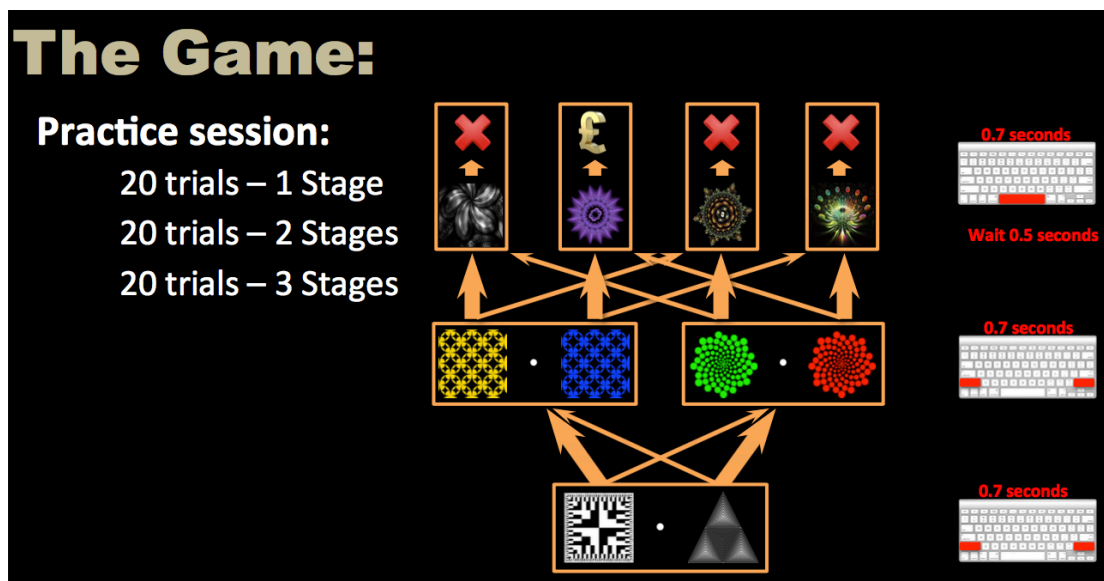 The Game:
Practice session:
20 trials – 1 Stage
20 trials – 2 Stages
20 trials – 3 Stages
£
0.7 seconds
Wait 0.5 seconds
0.7 seconds
0.7 seconds